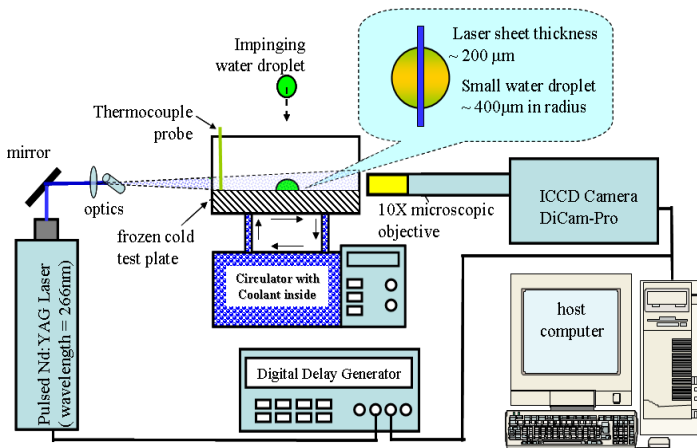 Impinging
water droplet
Laser sheet thickness
~ 200 μm
Small water droplet
~ 400μm in radius
Thermocouple
probe
mirror
optics
frozen cold
test plate
10X microscopic
objective
ICCD Camera
DiCam-Pro
Circulator with
Coolant inside
Pulsed Nd: YAG Laser
( wavelength = 266nm)
host
computer
Digital Delay Generator